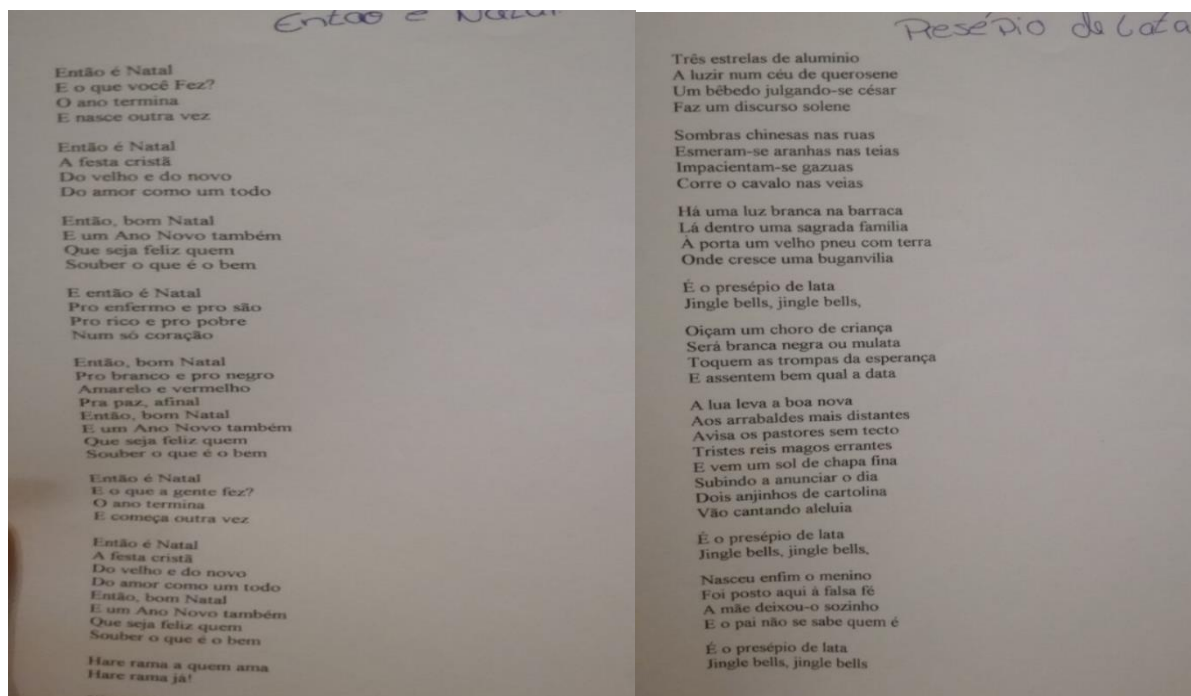 Então é Natal
Então é Natal
E o que você Fez?
O ano termina
E nasce outra vez
Então é Natal
A festa cristã
Do velho e do novo
Do amor como um todo
Então, bom Natal
E um Ano Novo também
Que seja feliz quem
Souber o que é o bem
E então é Natal
Pro enfermo e pro são
Pro rico e pro pobre
Num só coração
Então, bom Natal
Pro branco e pro negro
Amarelo e vermelho
Pra paz, afinal
Então, bom Natal
E um Ano Novo também
Que seja feliz quem
Souber o que é o bem
Então é Natal
E o que a gente fez?
O ano termina
E começa outra vez
Então é Natal
A festa cristã
Do velho e do novo
Do amor como um todo
Então, bom Natal
E um Ano Novo também
Que seja feliz quem
Souber o que é o bem
Hare rama a quem ama
Hare rama já!
Presépio de Lata
Três estrelas de aluminio
A luzir num céu de querosene
Um bêbedo julgando-se césar
Faz um discurso solene
Sombras chinesas nas ruas
Esmeram-se aranhas nas teias
Impacientam-se gazuas
Corre o cavalo nas veias
Há uma luz branca na barraca
Lá dentro uma sagrada família
À porta um velho pneu com terra
Onde cresce uma buganvília
É o presépio de lata
Jingle bells, jingle bells,
Oiçam um choro de criança
Será branca negra ou mulata
Toquem as trompas da esperança
E assentem bem qual a data
A lua leva a boa nova
Aos arrabaldes mais distantes
Avisa os pastores sem tecto
Tristes reis magos errantes
E vem um sol de chapa fina
Subindo a anunciar o dia
Dois anjinhos de cartolina
Vão cantando aleluia
É o presépio de lata
Jingle bells, jingle bells,
Nasceu enfim o menino
Foi posto aqui à falsa fé
A mãe deixou-o sozinho
E o pai não se sabe quem é
É o presépio de lata
Jingle bells, jingle bells